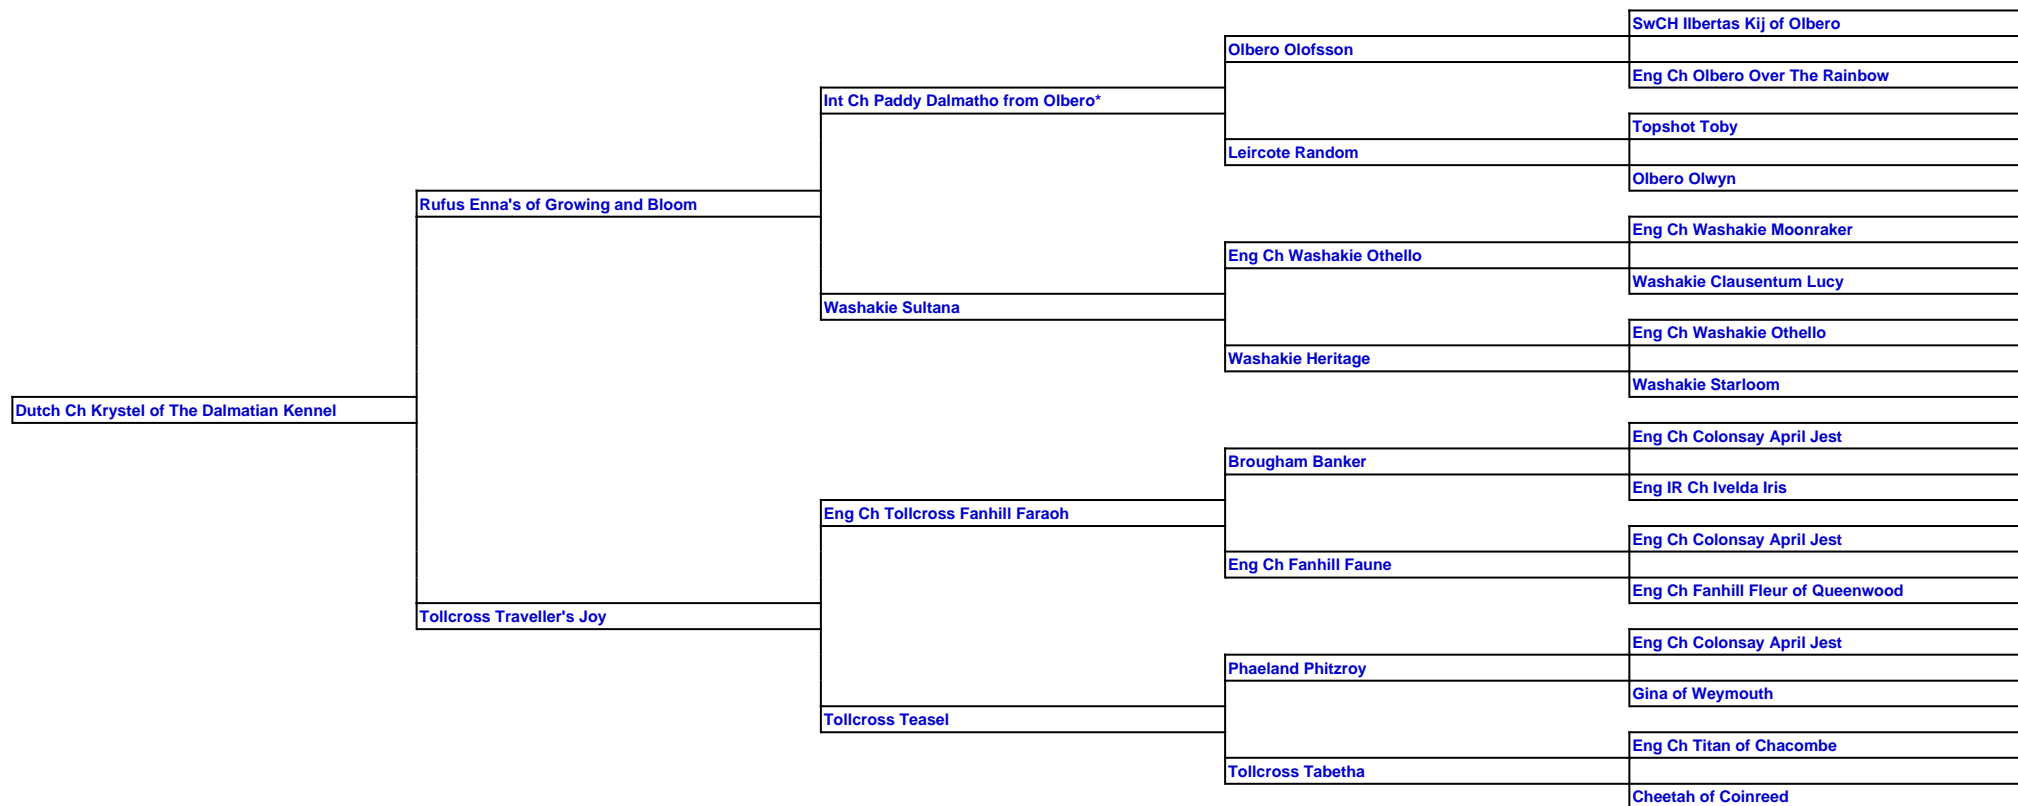 SwCH Ilbertas Kij of Olbero
Olbero Olofsson
Eng Ch Olbero Over The Rainbow
Int Ch Paddy Dalmatho from Olbero*
Topshot Toby
Leircote Random
Olbero Olwyn
Rufus Enna's of Growing and Bloom
Eng Ch Washakie Moonraker
Eng Ch Washakie Othello
Washakie Clausentum Lucy
Washakie Sultana
Eng Ch Washakie Othello
Washakie Heritage
Washakie Starloom
Dutch Ch Krystel of The Dalmatian Kennel
Eng Ch Colonsay April Jest
Brougham Banker
Eng IR Ch Ivelda Iris
Eng Ch Tollcross Fanhill Faraoh
Eng Ch Colonsay April Jest
Eng Ch Fanhill Faune
Eng Ch Fanhill Fleur of Queenwood
Tollcross Traveller's Joy
Eng Ch Colonsay April Jest
Phaeland Phitzroy
Gina of Weymouth
Tollcross Teasel
Eng Ch Titan of Chacombe
Tollcross Tabetha
Cheetah of Coinreed